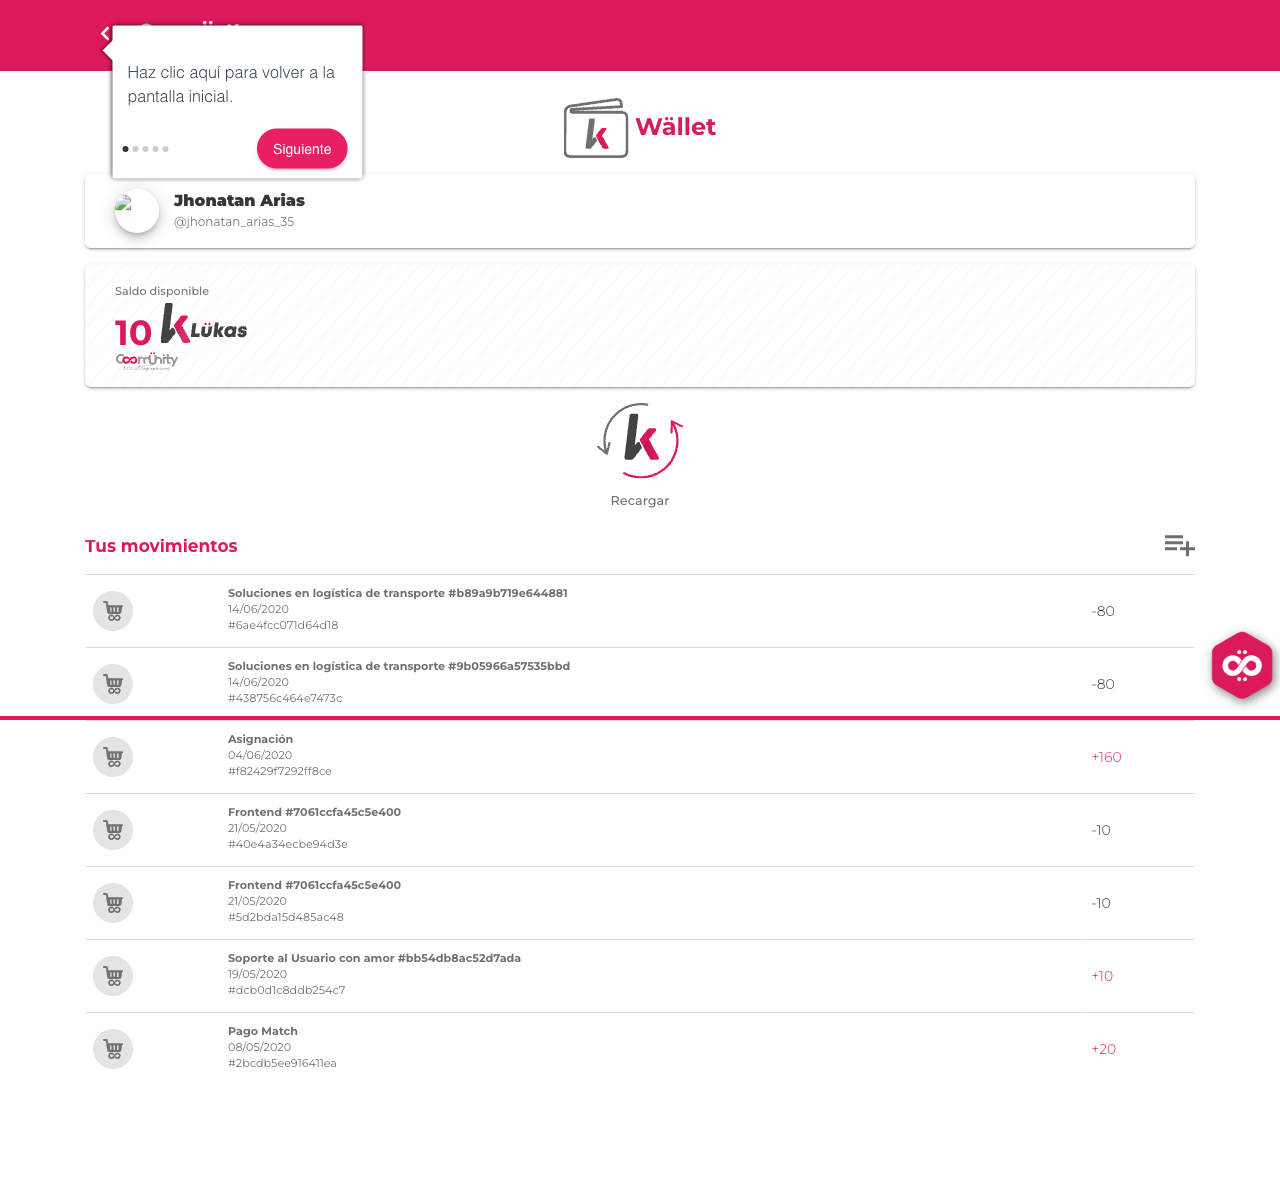 Haz clic aquí para volver a la
pantalla inicial.
Siguiente
Wället
Jhonatan Arias
@jhonatan_arias_35
Saldo disponible
10 k Lükas
Coomünity
Recargar
Tus movimientos
Soluciones en logística de transporte #b89a9b719e644881
14/06/2020
#6ae4fcc071d64d18
-80
Soluciones en logística de transporte #9b05966a57535bbd
14/06/2020
#438756c464e7473c
-80
Asignación
04/06/2020
#f82429f7292ff8ce
+160
Frontend #7061ccfa45c5e400
21/05/2020
#40e4a34ecbe94d3e
-10
Frontend #7061ccfa45c5e400
21/05/2020
#5d2bda15d485ac48
-10
Soporte al Usuario con amor #bb54db8ac52d7ada
19/05/2020
#dcb0d1c8ddb254c7
+10
Pago Match
08/05/2020
#2bcdb5ee916411ea
+20